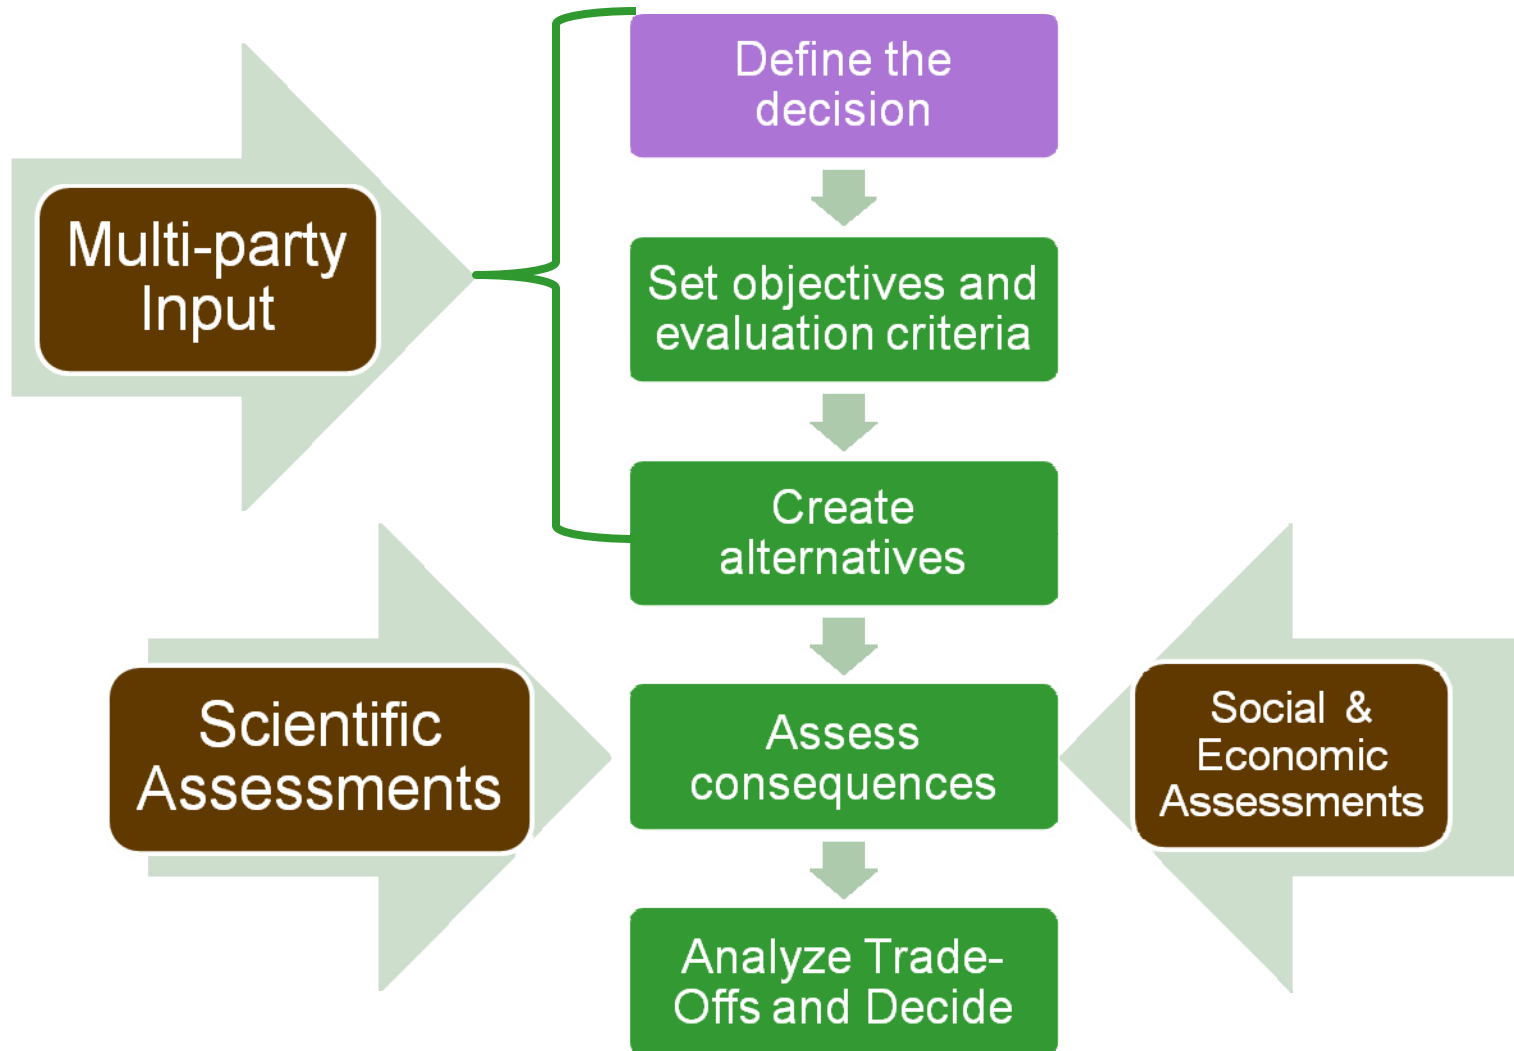 Define the
decision
Multi-party
Input
Set objectives and
evaluation criteria
Create
alternatives
Scientific
Assessments
Assess
consequences
Social &
Economic
Assessments
Analyze Trade-
Offs and Decide